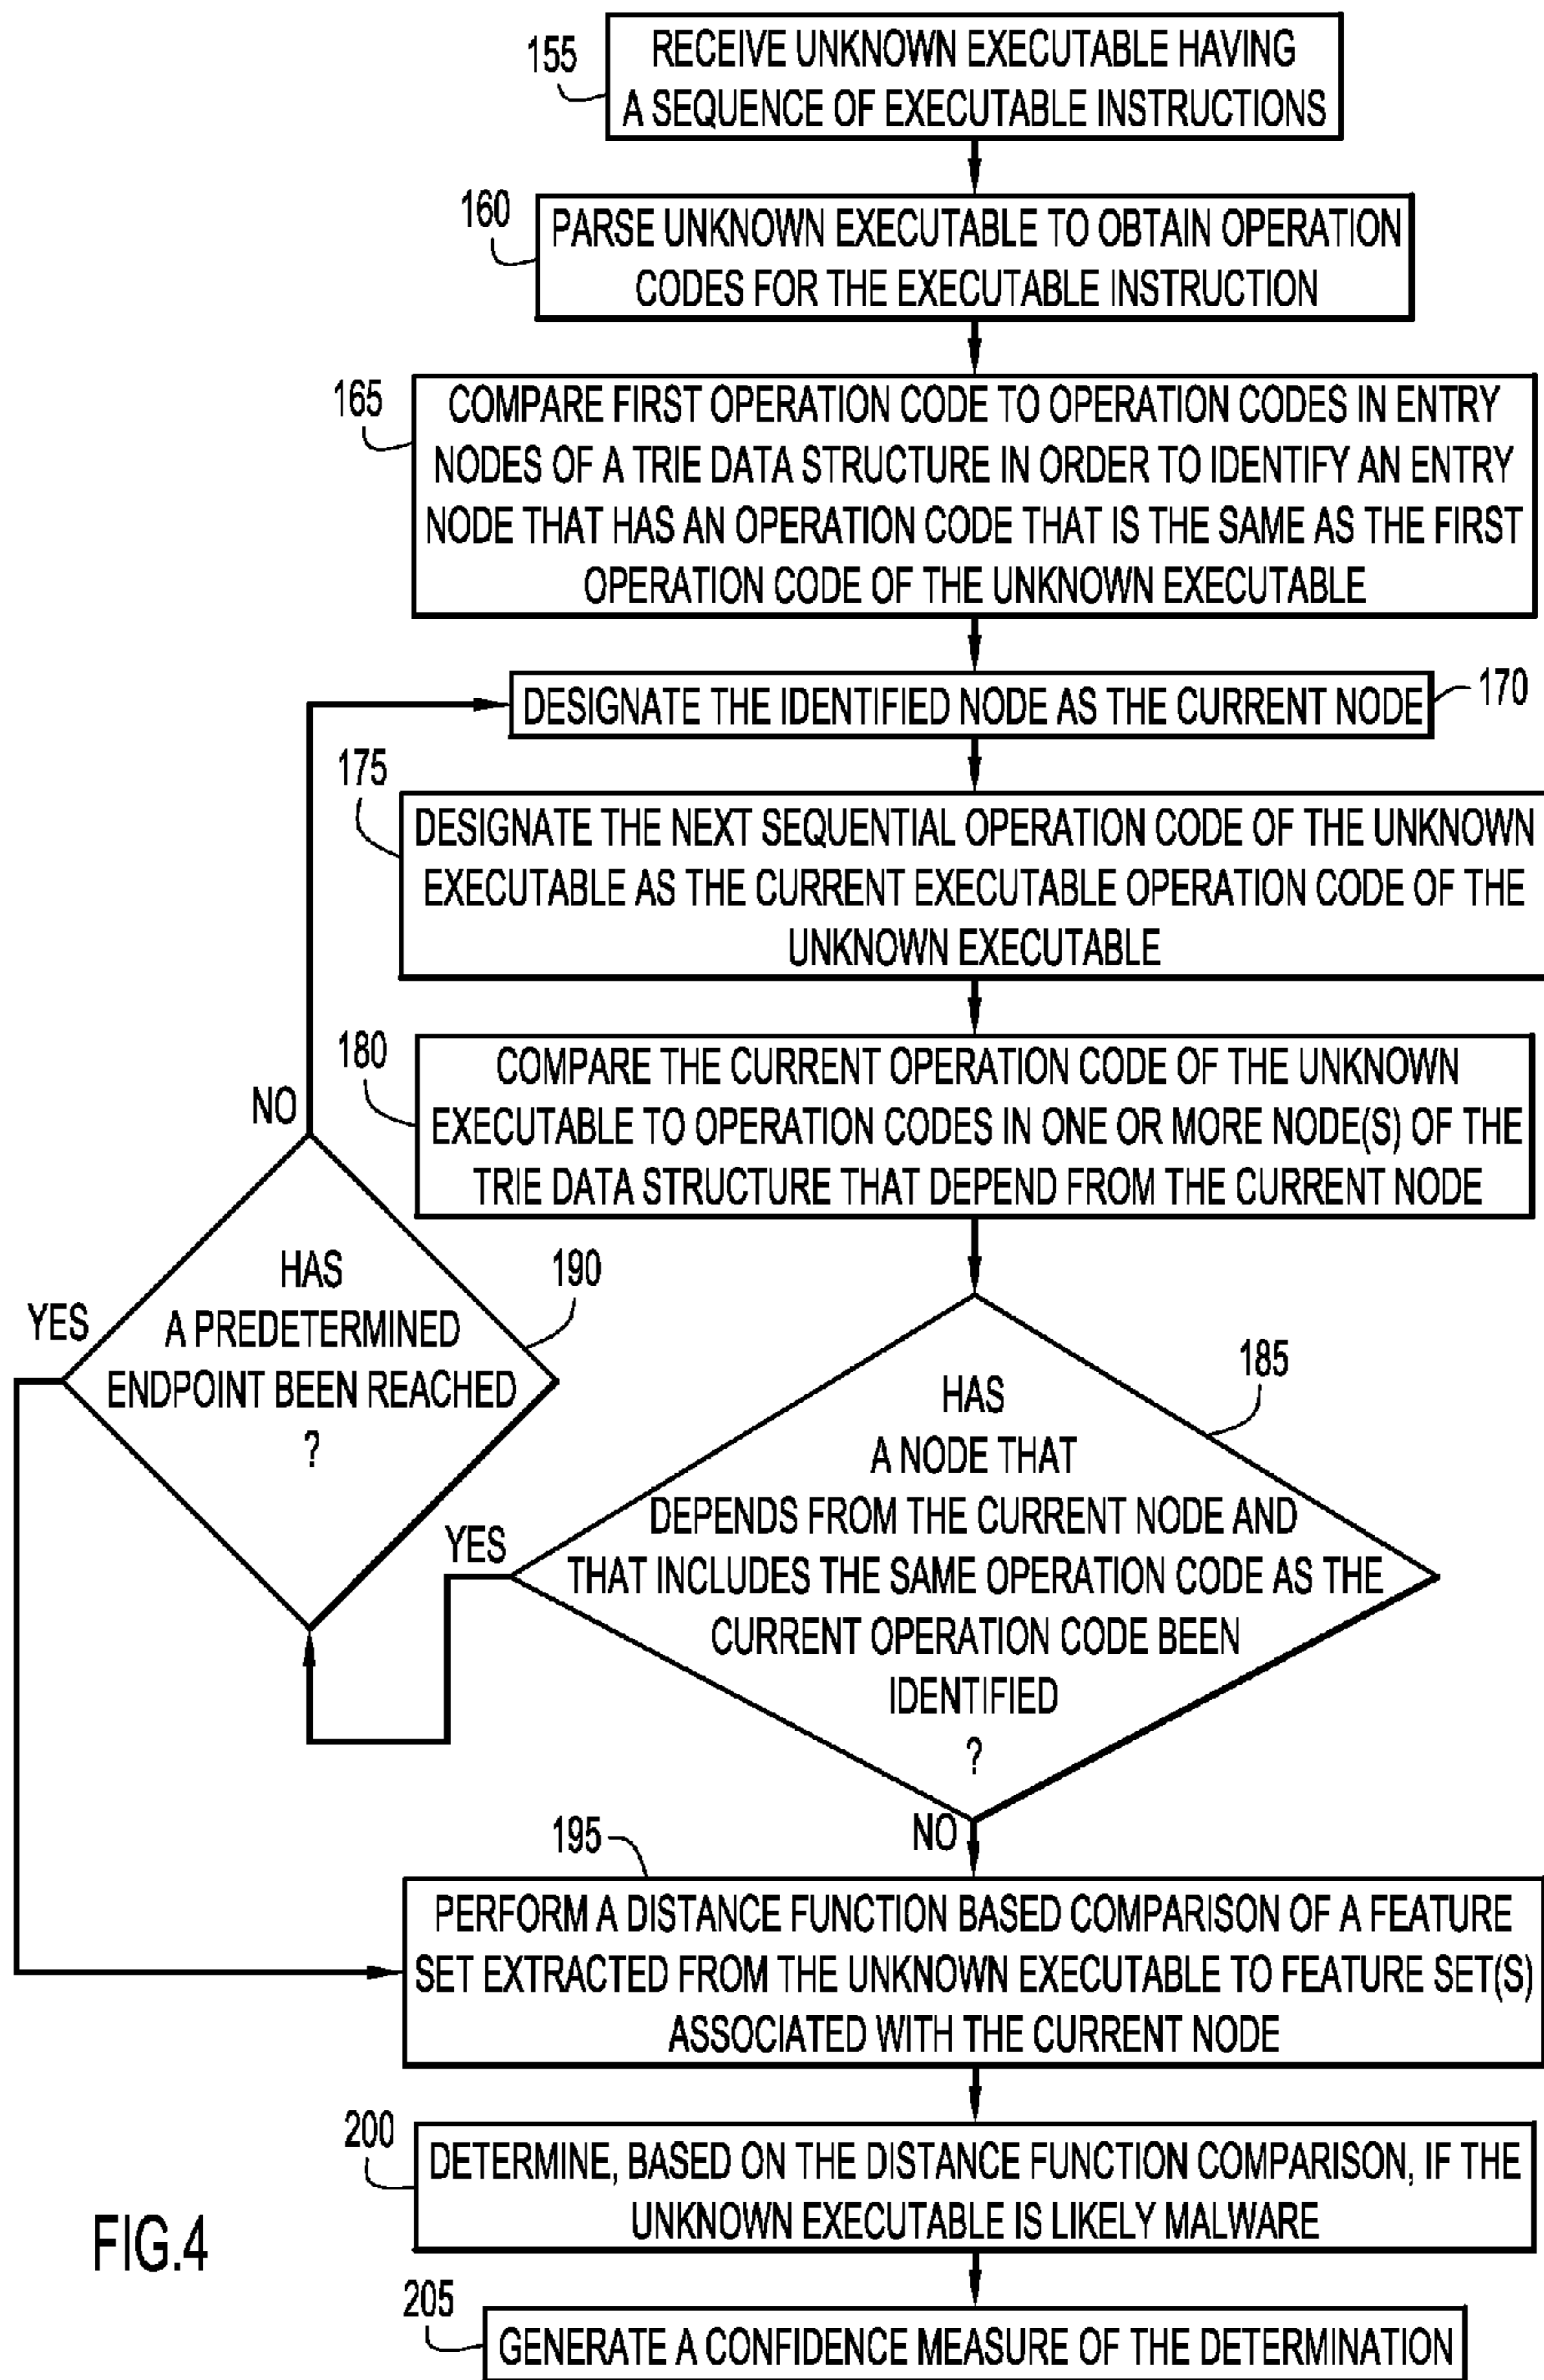 155
RECEIVE UNKNOWN EXECUTABLE HAVING
A SEQUENCE OF EXECUTABLE INSTRUCTIONS
160
PARSE UNKNOWN EXECUTABLE TO OBTAIN OPERATION
CODES FOR THE EXECUTABLE INSTRUCTION
165
COMPARE FIRST OPERATION CODE TO OPERATION CODES IN ENTRY
NODES OF A TRIE DATA STRUCTURE IN ORDER TO IDENTIFY AN ENTRY
NODE THAT HAS AN OPERATION CODE THAT IS THE SAME AS THE FIRST
OPERATION CODE OF THE UNKNOWN EXECUTABLE
DESIGNATE THE IDENTIFIED NODE AS THE CURRENT NODE
170
175
DESIGNATE THE NEXT SEQUENTIAL OPERATION CODE OF THE UNKNOWN
EXECUTABLE AS THE CURRENT EXECUTABLE OPERATION CODE OF THE
UNKNOWN EXECUTABLE
180
COMPARE THE CURRENT OPERATION CODE OF THE UNKNOWN
EXECUTABLE TO OPERATION CODES IN ONE OR MORE NODE(S) OF THE
TRIE DATA STRUCTURE THAT DEPEND FROM THE CURRENT NODE
NO
YES
HAS
A PREDETERMINED
ENDPOINT BEEN REACHED
?
190
185
HAS
A NODE THAT
DEPENDS FROM THE CURRENT NODE AND
THAT INCLUDES THE SAME OPERATION CODE AS THE
CURRENT OPERATION CODE BEEN
IDENTIFIED
?
YES
NO
195
PERFORM A DISTANCE FUNCTION BASED COMPARISON OF A FEATURE
SET EXTRACTED FROM THE UNKNOWN EXECUTABLE TO FEATURE SET(S)
ASSOCIATED WITH THE CURRENT NODE
200
DETERMINE, BASED ON THE DISTANCE FUNCTION COMPARISON, IF THE
UNKNOWN EXECUTABLE IS LIKELY MALWARE
205
GENERATE A CONFIDENCE MEASURE OF THE DETERMINATION
FIG.4